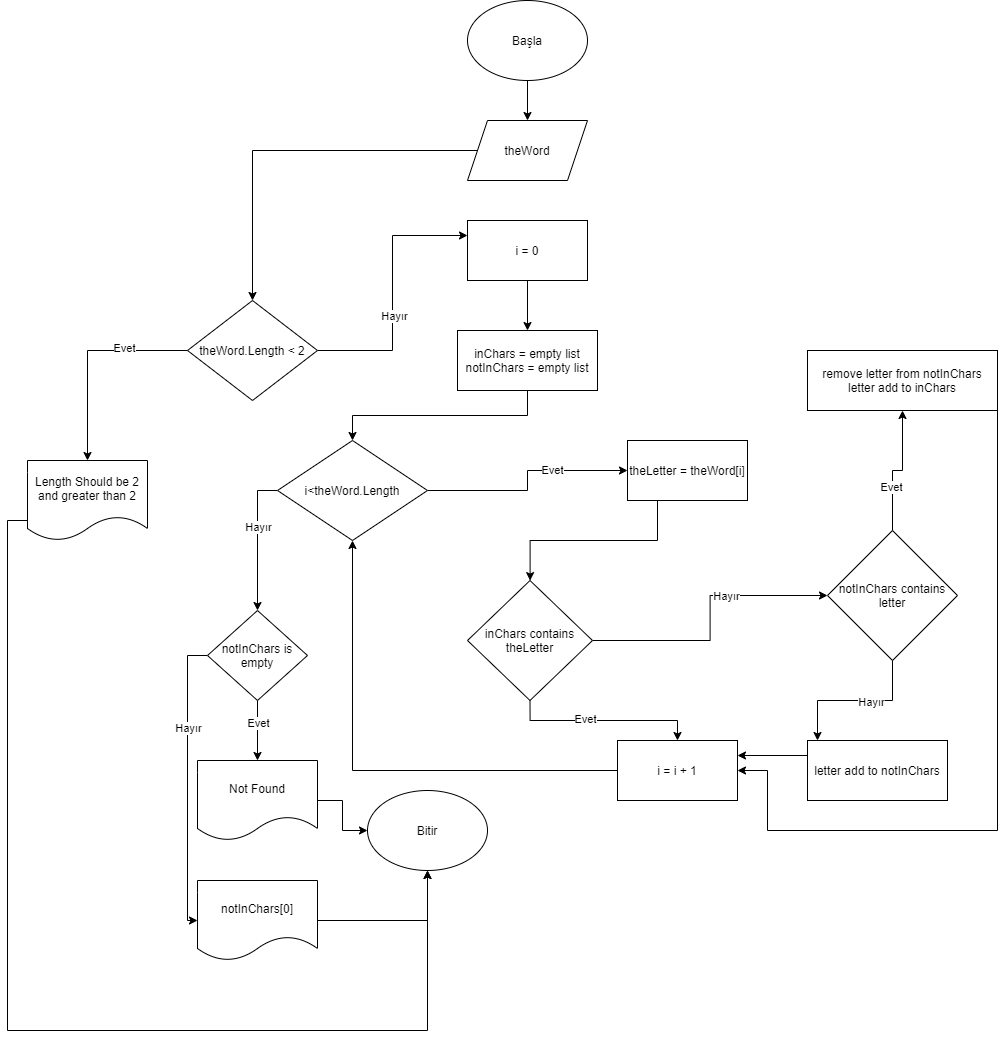 Başla
theWord
i = 0
Hayır
theWord.Length < 2
Evet
inChars = empty list
notInChars = empty list
remove letter from notInChars
letter add to inChars
Length Should be 2
and greater than 2
i<theWord.Length
Evet
theLetter = theWord[i]
Evet
Hayır
notInChars contains
letter
Hayır
inChars contains
theLetter
notInChars is
empty
Hayır
Evet
Evet
Hayır
i = i + 1
letter add to notInChars
Not Found
Bitir
notInChars[0]